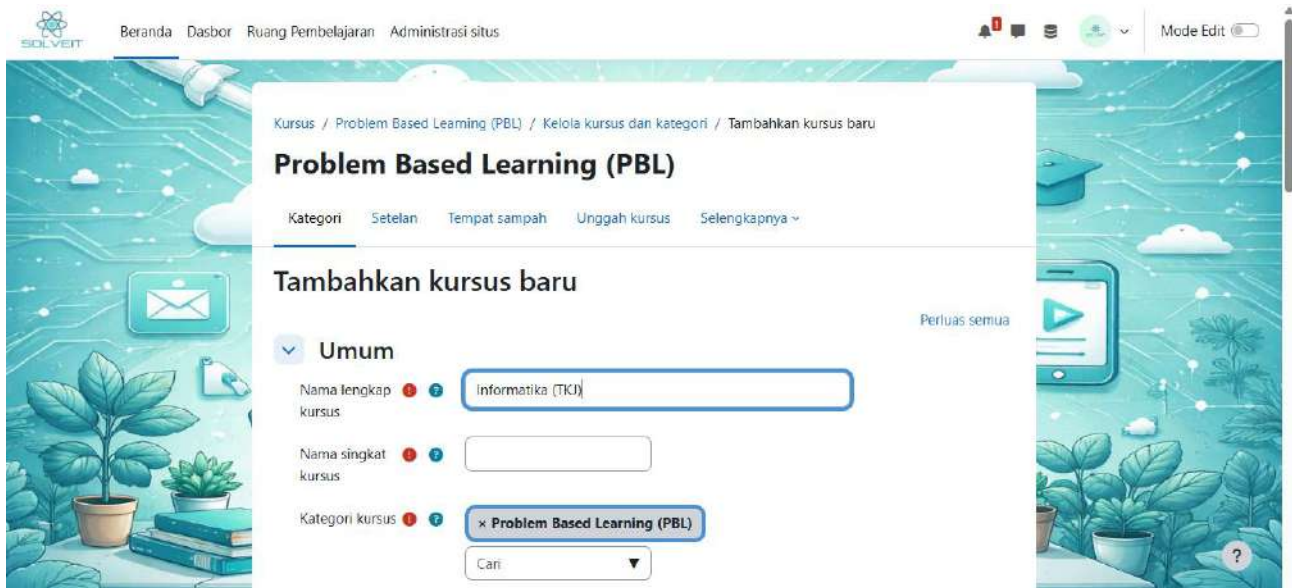 SOLVEIT
Beranda Dasbor Ruang Pembelajaran Administrasi situs
1
Mode Edit
Kursus / Problem Based Learning (PBL) / Kelola kursus dan kategori / Tambahkan kursus baru
Problem Based Learning (PBL)
Kategori Setelan Tempat sampah Unggah kursus Selengkapnya
Tambahkan kursus baru
Perluas semua
Umum
Nama lengkap kursus
Informatika (TKJ)
Nama singkat kursus
Kategori kursus
× Problem Based Learning (PBL)
Cari
?